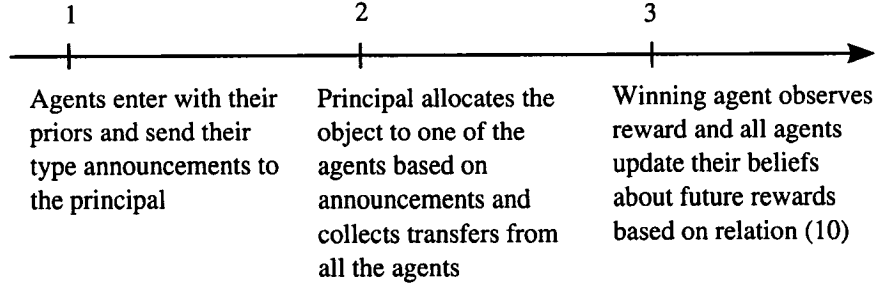 1
2
3
Agents enter with their
priors and send their
type announcements to
the principal
Principal allocates the
object to one of the
agents based on
announcements and
collects transfers from
all the agents
Winning agent observes
reward and all agents
update their beliefs
about future rewards
based on relation (10)